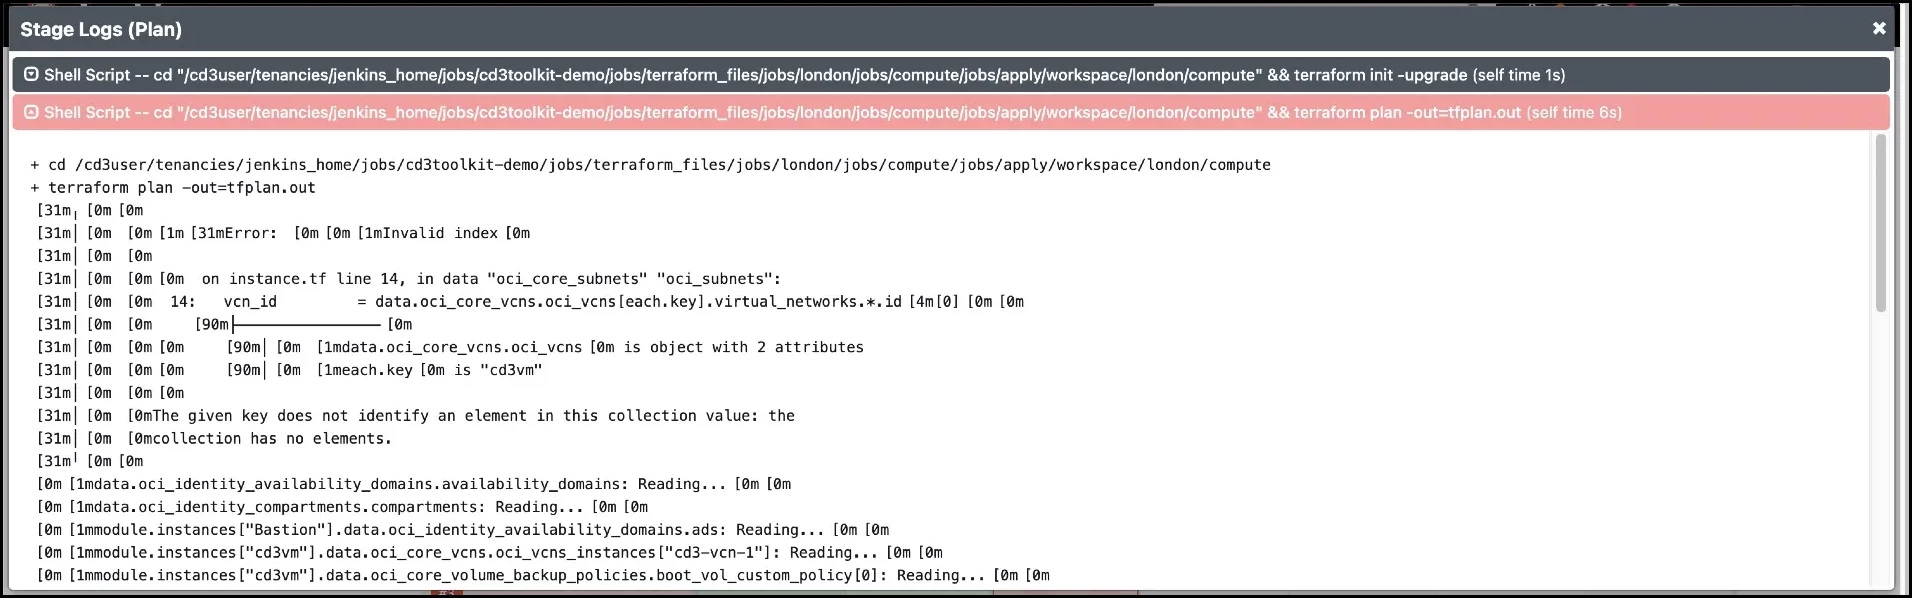 Stage Logs (Plan)
Shell Script -- cd "/cd3user/tenancies/jenkins_home/jobs/cd3toolkit-demo/jobs/terraform_files/jobs/london/jobs/compute/jobs/apply/workspace/london/compute" && terraform init -upgrade (self time 1s)
Shell Script -- cd "/cd3user/tenancies/jenkins_home/jobs/cd3toolkit-demo/jobs/terraform_files/jobs/london/jobs/compute/jobs/apply/workspace/london/compute" && terraform plan -out=tfplan.out (self time 6s)
+ cd /cd3user/tenancies/jenkins_home/jobs/cd3toolkit-demo/jobs/terraform_files/jobs/london/jobs/compute/jobs/apply/workspace/london/compute
+ terraform plan -out=tfplan.out
[31m╷ [0m [0m
[31m│ [0m [0m [1m [31mError: [0m [0m [1mInvalid index [0m
[31m│ [0m [0m
[31m│ [0m [0m [0m on instance.tf line 14, in data "oci_core_subnets" "oci_subnets":
[31m│ [0m [0m 14: vcn_id = data.oci_core_vcns.oci_vcns[each.key].virtual_networks.*.id [4m[0] [0m [0m
[31m│ [0m [0m [90m├──────────────── [0m
[31m│ [0m [0m [0m [90m│ [0m [1mdata.oci_core_vcns.oci_vcns [0m is object with 2 attributes
[31m│ [0m [0m [0m [90m│ [0m [1meach.key [0m is "cd3vm"
[31m│ [0m [0m [0m
[31m│ [0m [0mThe given key does not identify an element in this collection value: the
[31m│ [0m [0mcollection has no elements.
[31m╵ [0m [0m
[0m [1mdata.oci_identity_availability_domains.availability_domains: Reading... [0m [0m
[0m [1mdata.oci_identity_compartments.compartments: Reading... [0m [0m
[0m [1mmodule.instances["Bastion"].data.oci_identity_availability_domains.ads: Reading... [0m [0m
[0m [1mmodule.instances["cd3vm"].data.oci_core_vcns.oci_vcns_instances["cd3-vcn-1"]: Reading... [0m [0m
[0m [1mmodule.instances["cd3vm"].data.oci_core_volume_backup_policies.boot_vol_custom_policy[0]: Reading... [0m [0m